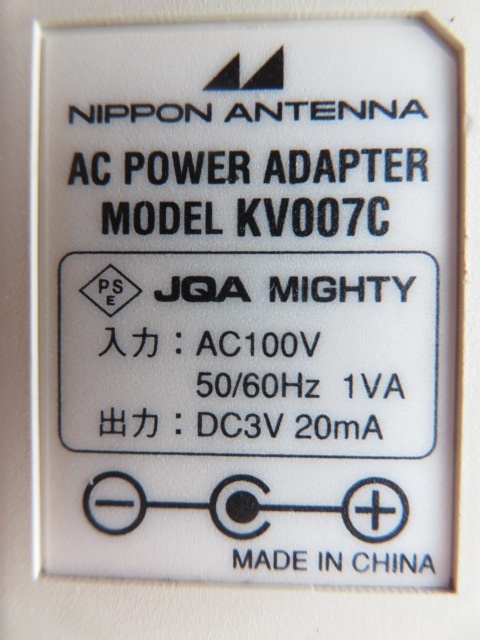 NIPPON ANTENNA
AC POWER ADAPTER
MODEL KV007C
PS
E
JQA MIGHTY
入力：AC100V
50/60Hz 1VA
出力：DC3V 20mA
− +
MADE IN CHINA